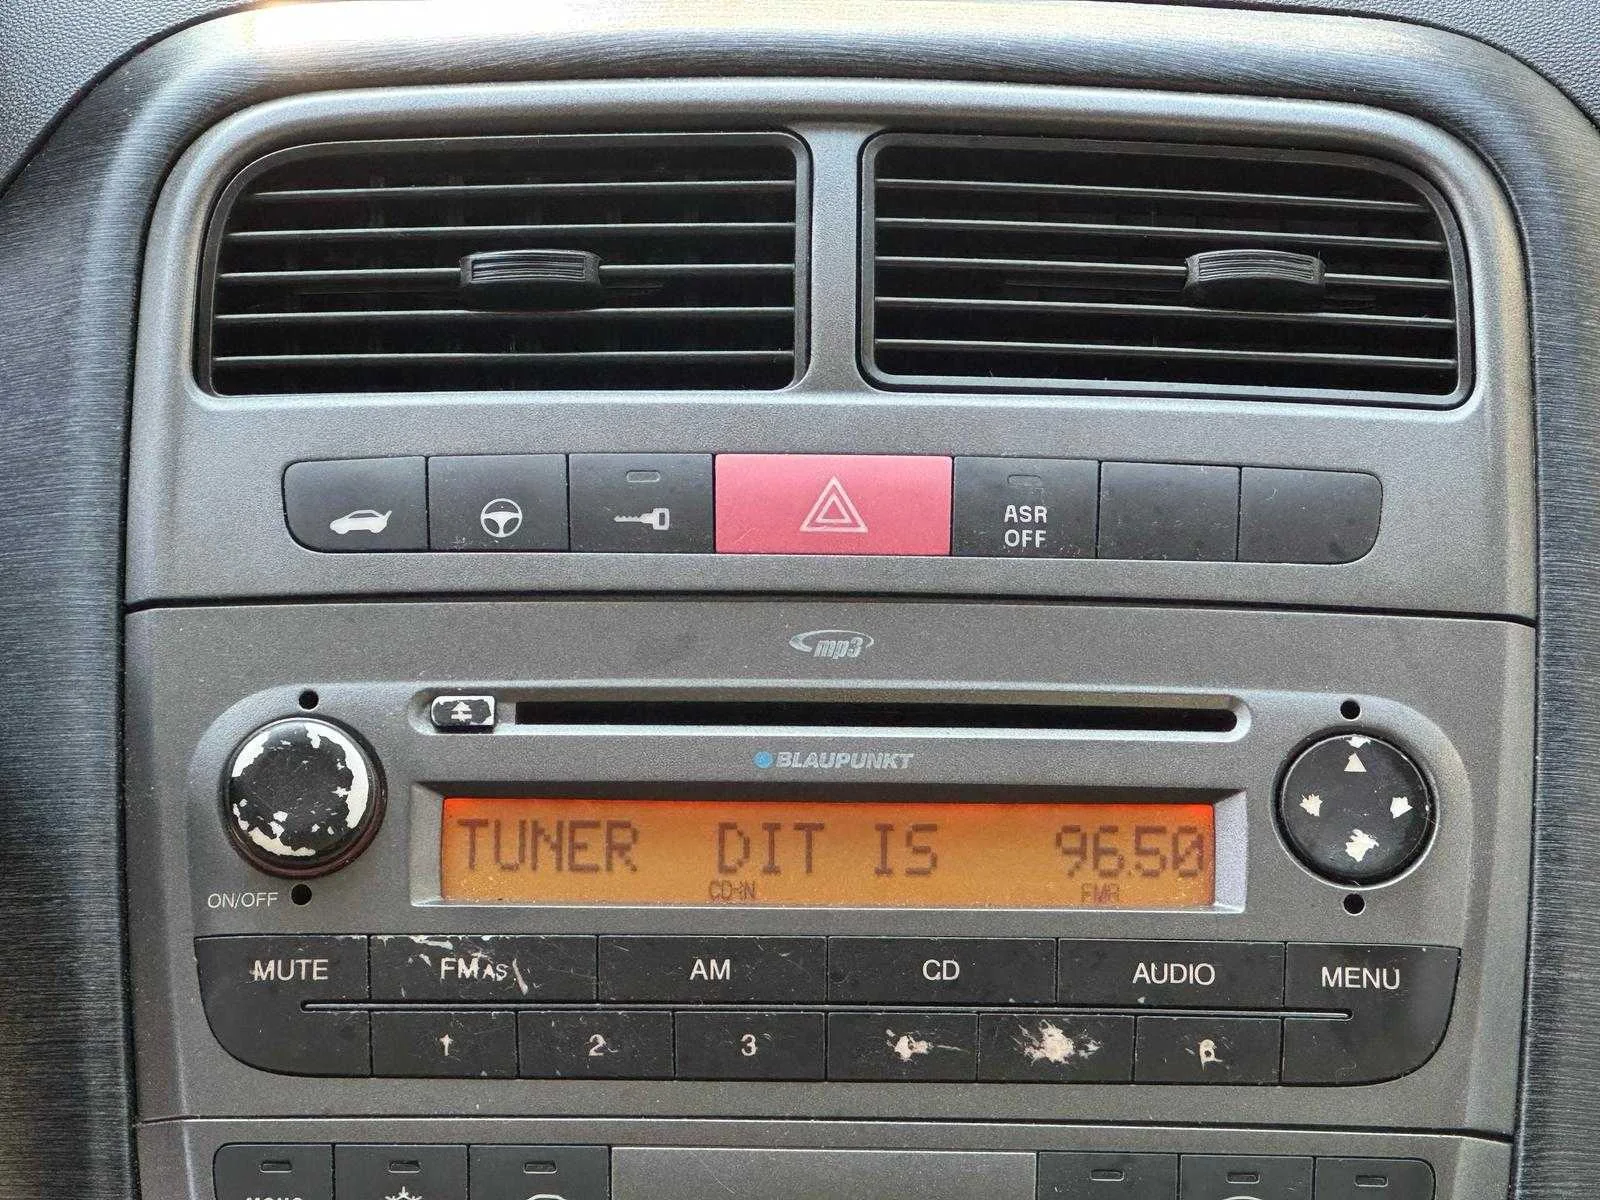 ASR
OFF
mp3
BLAUPUNKT
TUNER DIT IS 96.50
CD-IN
ON/OFF
MUTE FM AS AM CD AUDIO MENU
1 2 3 6